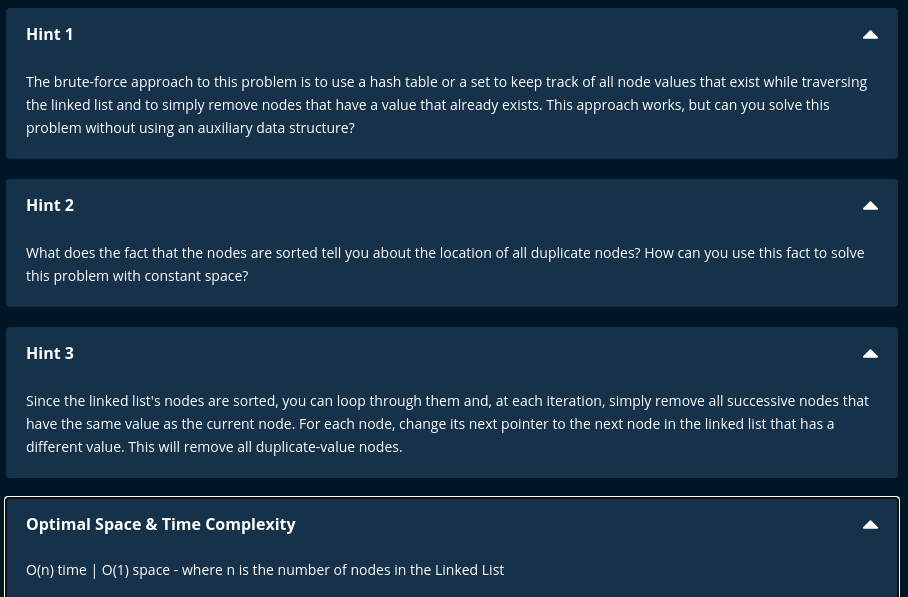 Hint 1
The brute-force approach to this problem is to use a hash table or a set to keep track of all node values that exist while traversing
the linked list and to simply remove nodes that have a value that already exists. This approach works, but can you solve this
problem without using an auxiliary data structure?
Hint 2
What does the fact that the nodes are sorted tell you about the location of all duplicate nodes? How can you use this fact to solve
this problem with constant space?
Hint 3
Since the linked list's nodes are sorted, you can loop through them and, at each iteration, simply remove all successive nodes that
have the same value as the current node. For each node, change its next pointer to the next node in the linked list that has a
different value. This will remove all duplicate-value nodes.
Optimal Space & Time Complexity
O(n) time | O(1) space - where n is the number of nodes in the Linked List